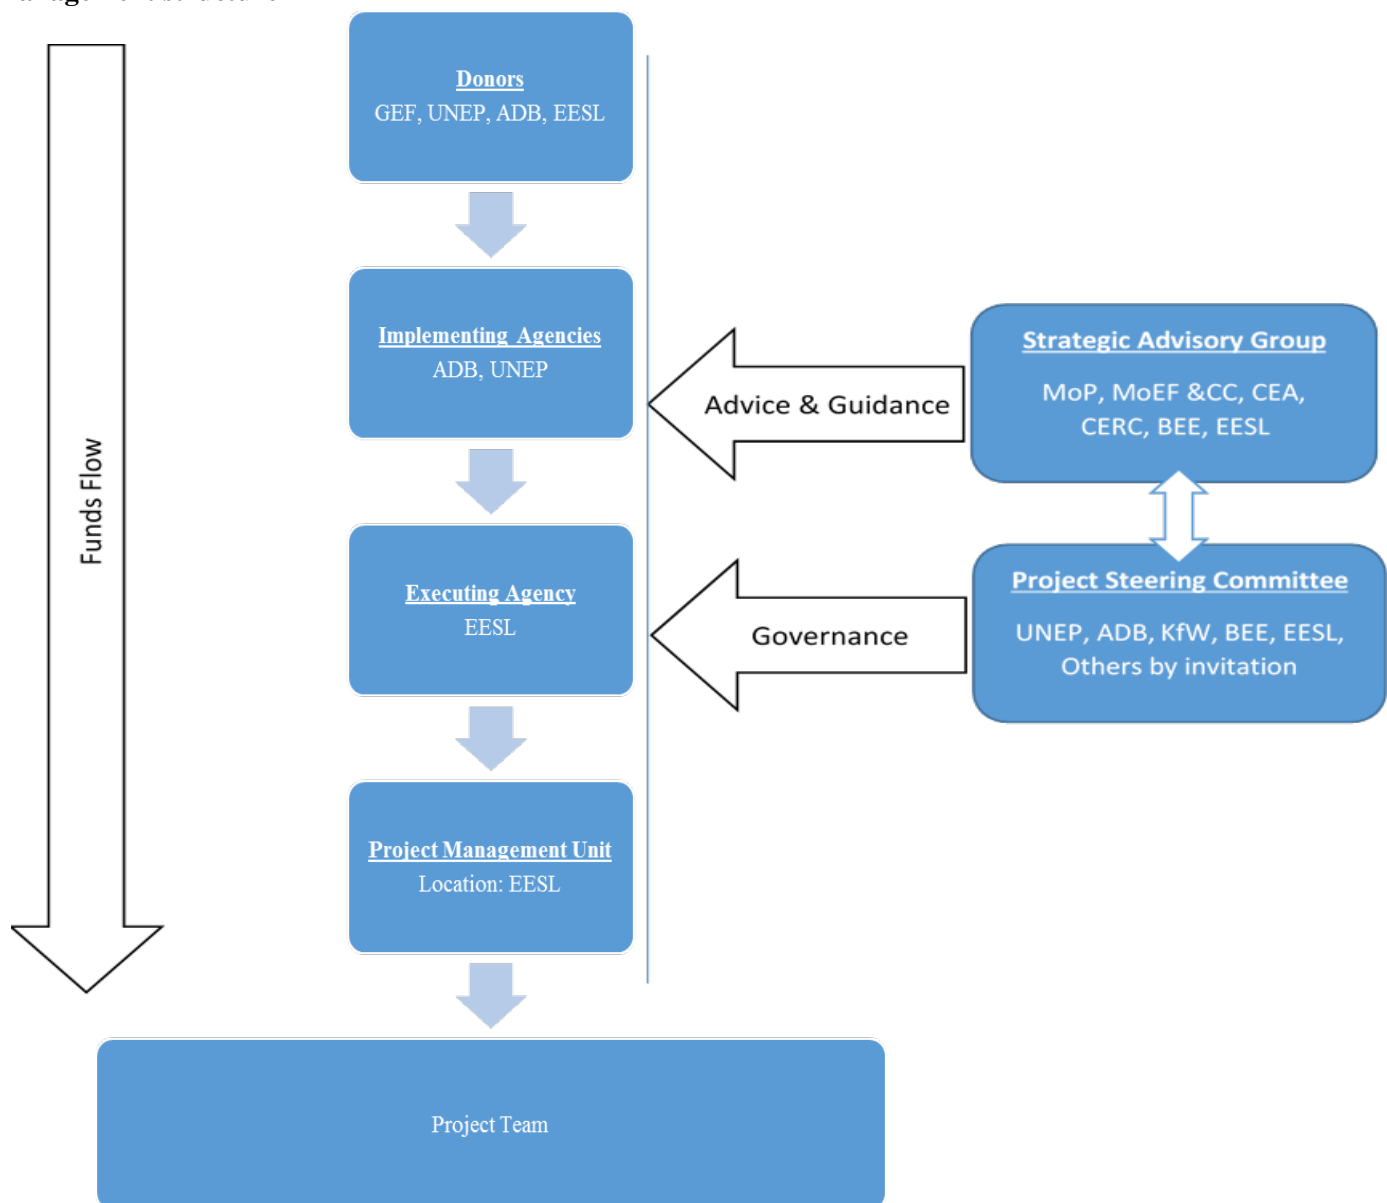 Donors
GEF, UNEP, ADB, EESL
Implementing Agencies
ADB, UNEP
Executing Agency
EESL
Project Management Unit
Location: EESL
Project Team
Funds Flow
Advice & Guidance
Governance
Strategic Advisory Group
MoP, MoEF &CC, CEA,
CERC, BEE, EESL
Project Steering Committee
UNEP, ADB, KfW, BEE, EESL,
Others by invitation